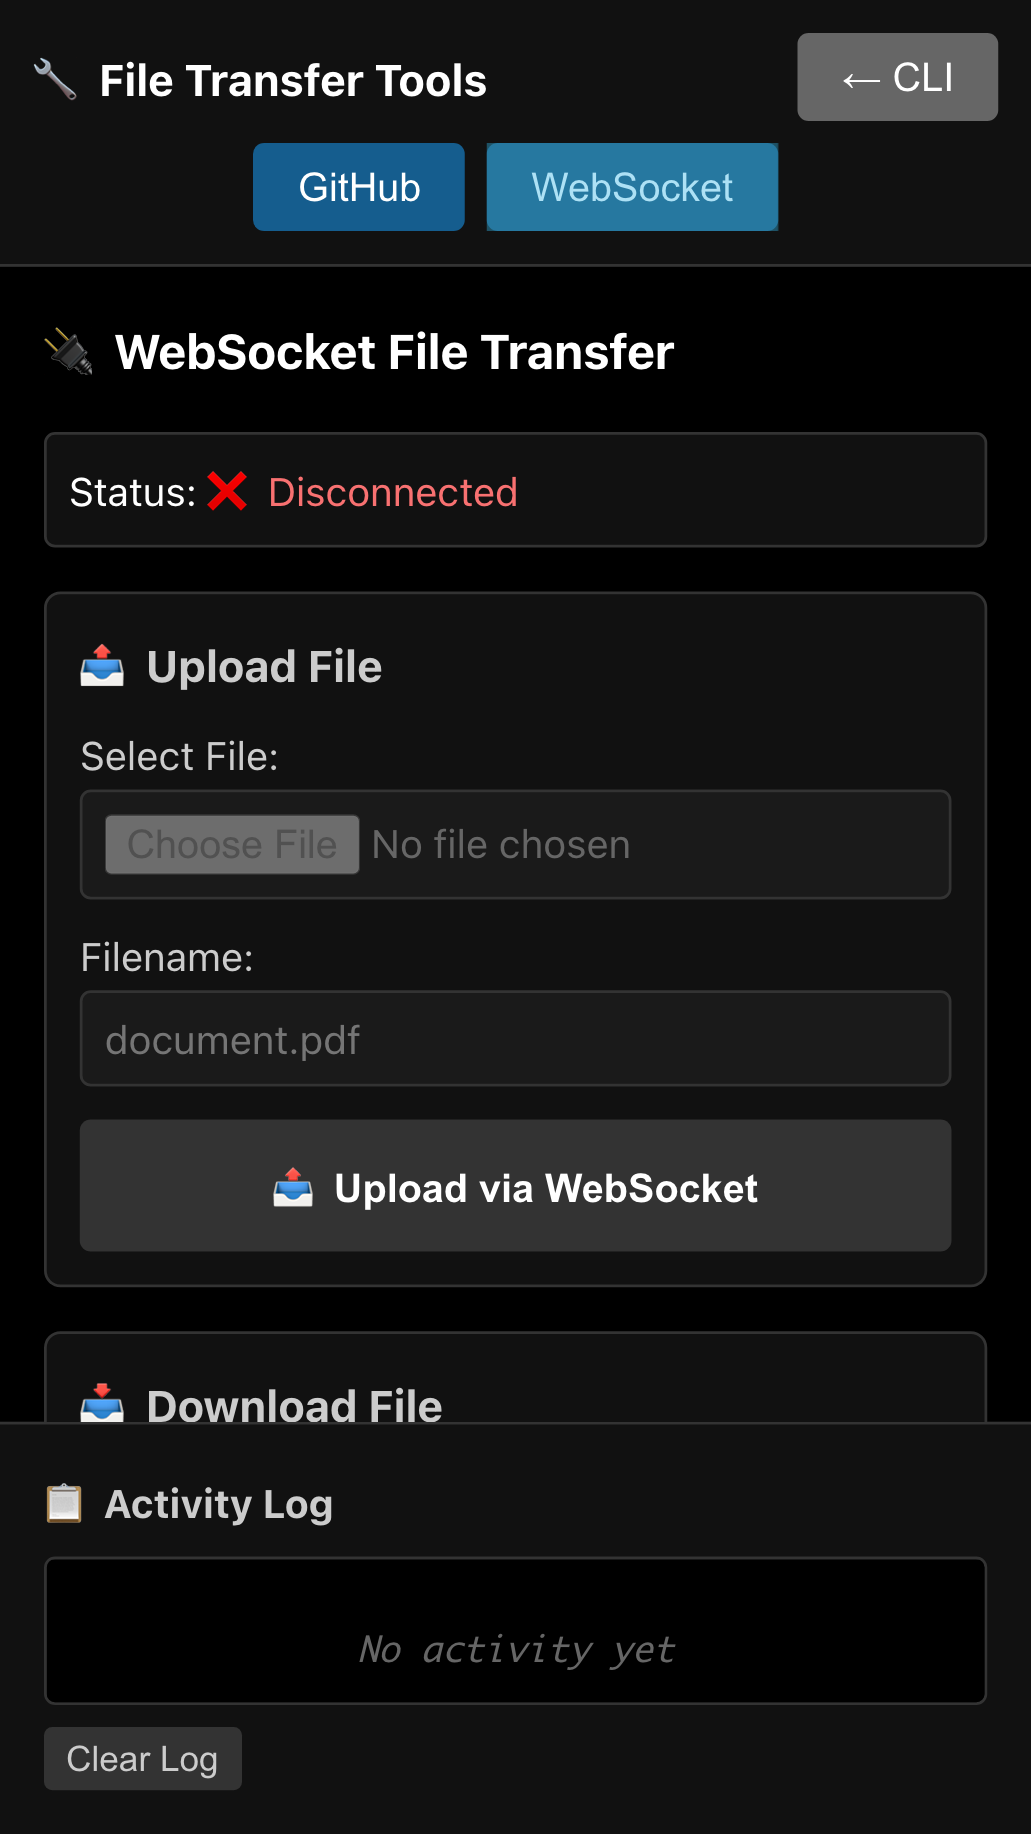 File Transfer Tools
← CLI
GitHub
WebSocket
WebSocket File Transfer
Status: ❌ Disconnected
Upload File
Select File:
Choose File No file chosen
Filename:
document.pdf
Upload via WebSocket
Download File
Activity Log
No activity yet
Clear Log